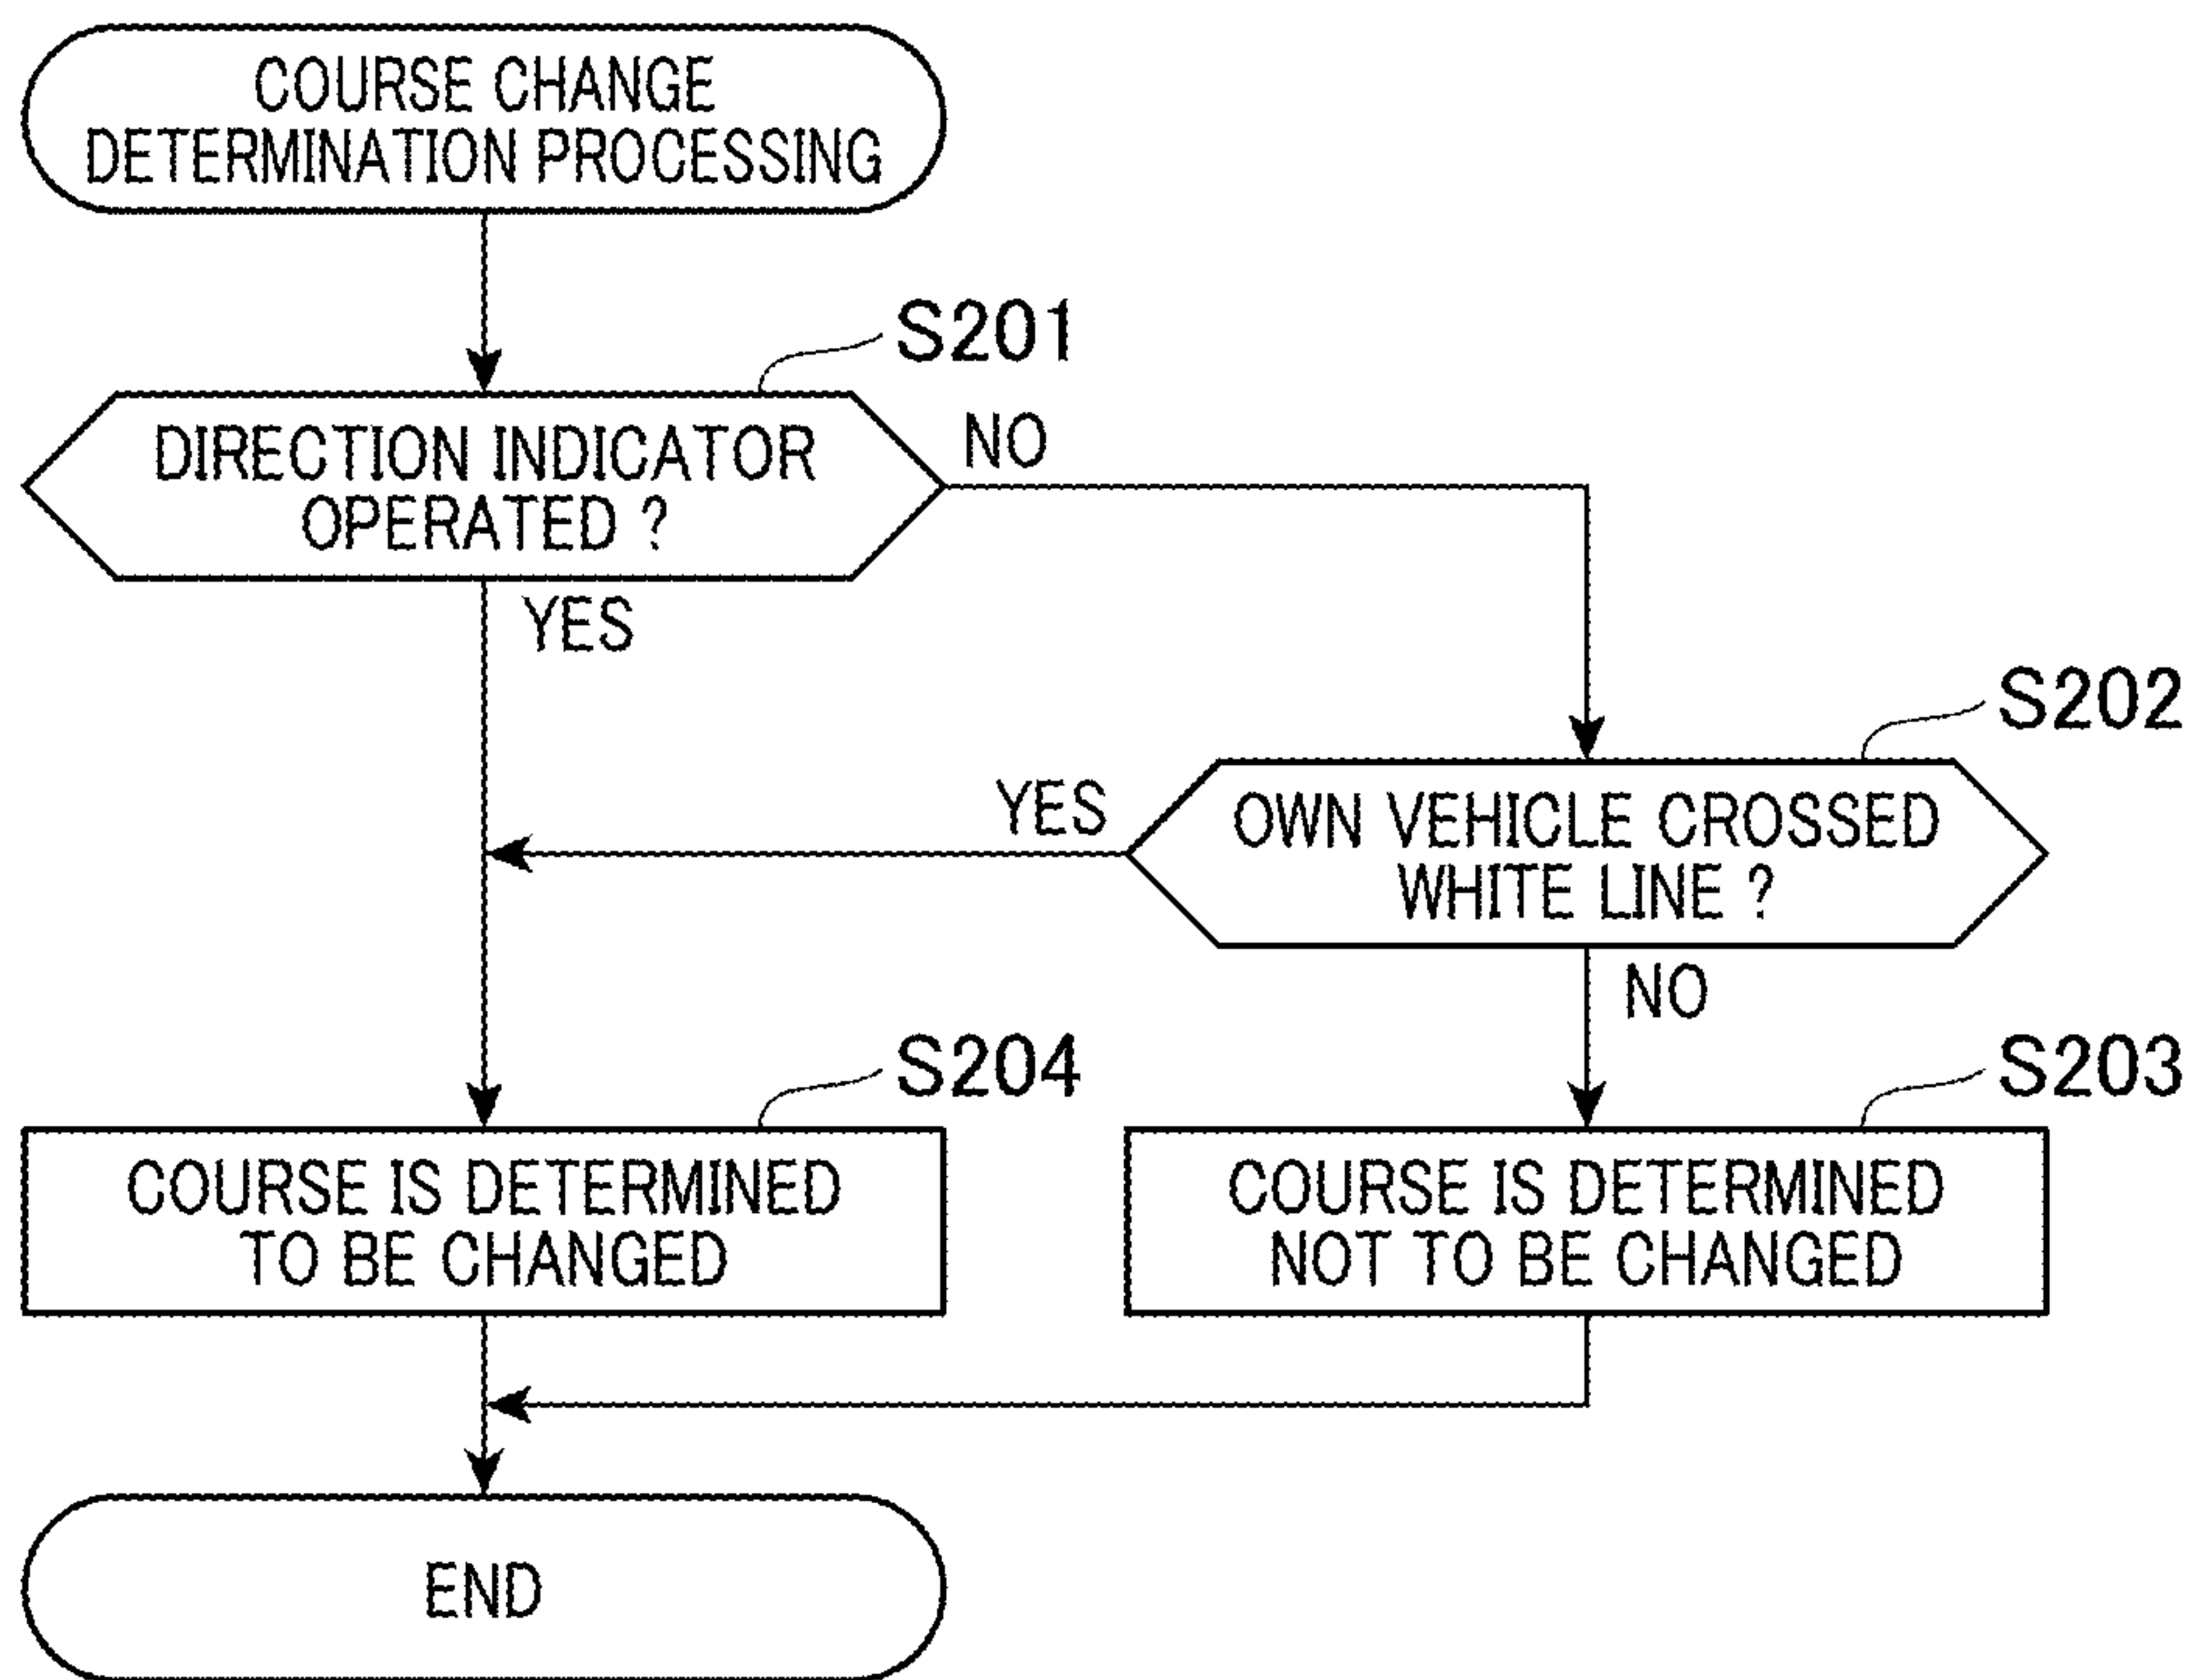 COURSE CHANGE
DETERMINATION PROCESSING
S201
DIRECTION INDICATOR
OPERATED ?
NO
YES
S202
YES
OWN VEHICLE CROSSED
WHITE LINE ?
NO
S204
S203
COURSE IS DETERMINED
TO BE CHANGED
COURSE IS DETERMINED
NOT TO BE CHANGED
END